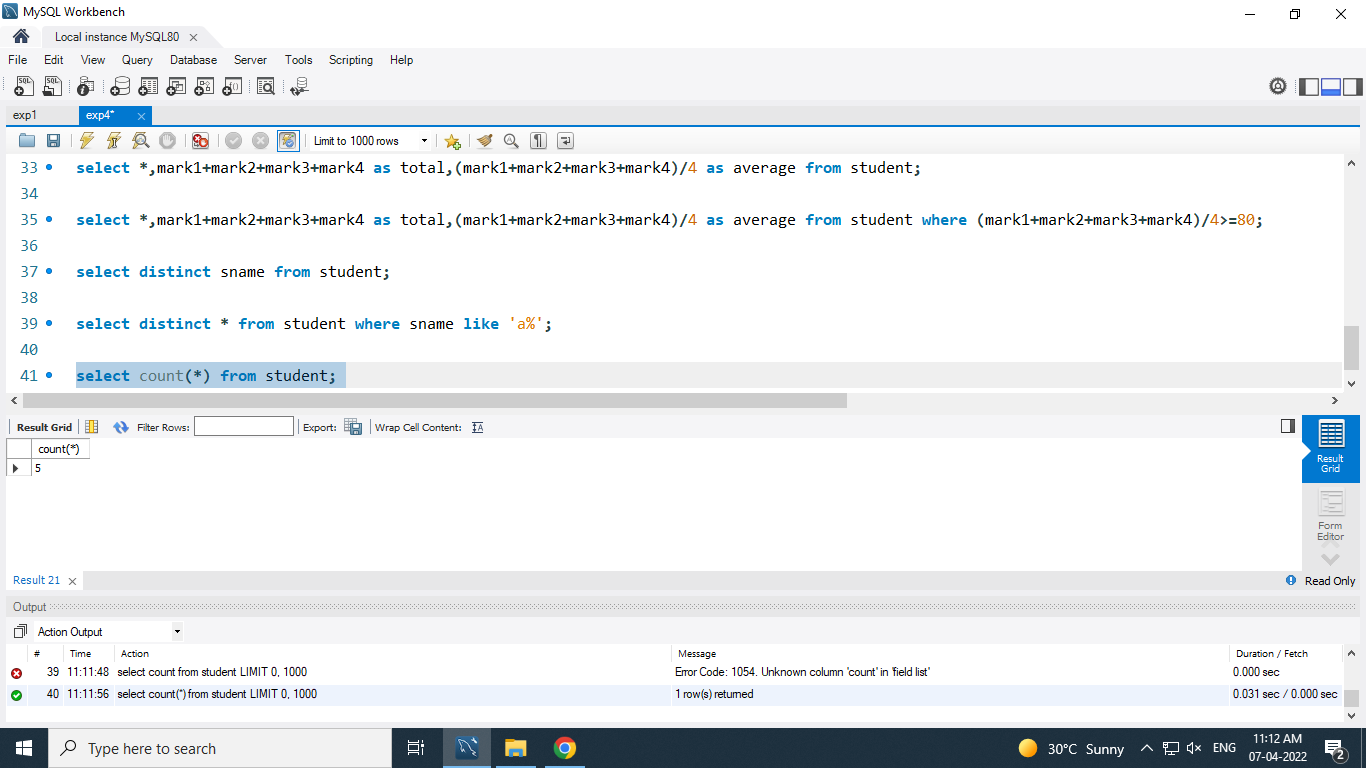 MySQL Workbench
Local instance MySQL80
File Edit View Query Database Server Tools Scripting Help
exp1 exp4*
Limit to 1000 rows
33 select *,mark1+mark2+mark3+mark4 as total,(mark1+mark2+mark3+mark4)/4 as average from student;
34
35 select *,mark1+mark2+mark3+mark4 as total,(mark1+mark2+mark3+mark4)/4 as average from student where (mark1+mark2+mark3+mark4)/4>=80;
36
37 select distinct sname from student;
38
39 select distinct * from student where sname like 'a%';
40
41 select count(*) from student;
Result Grid Filter Rows: Export: Wrap Cell Content:
count(*)
5
Result Grid
Form Editor
Result 21
Read Only
Output
Action Output
# Time Action Message Duration / Fetch
39 11:11:48 select count from student LIMIT 0, 1000 Error Code: 1054. Unknown column 'count' in 'field list' 0.000 sec
40 11:11:56 select count(*) from student LIMIT 0, 1000 1 row(s) returned 0.031 sec / 0.000 sec
Type here to search
30°C Sunny
ENG
11:12 AM
07-04-2022
2